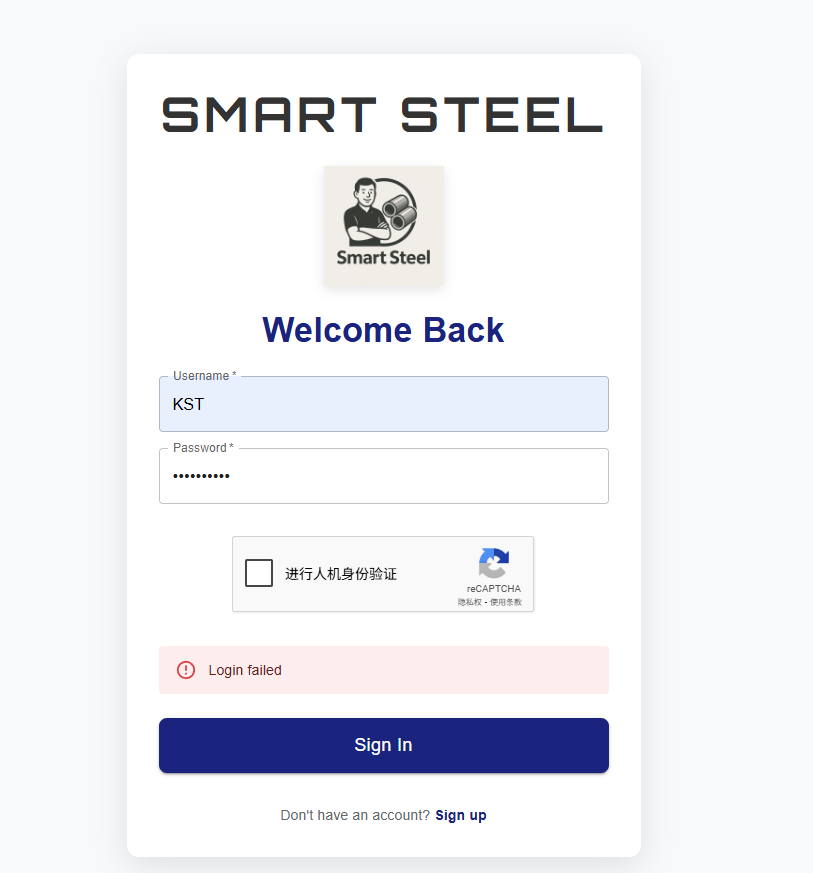 SMART STEEL
Smart Steel
Welcome Back
Username *
KST
Password *
••••••••••
进行人机身份验证
reCAPTCHA
隐私权 - 使用条款
Login failed
Sign In
Don't have an account? Sign up